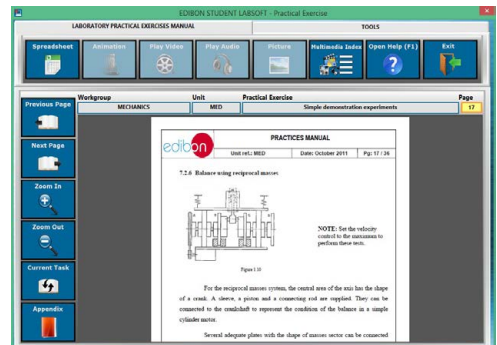 EDIBON STUDENT LABSOFT - Practical Exercise
LABORATORY PRACTICAL EXERCISES MANUAL
TOOLS
Spreadsheet
Animation
Play Video
Play Audio
Picture
Multimedia Index
Open Help (F1)
Exit
Workgroup
Unit
Practical Exercise
Page
MECHANICS
MED
Simple demonstration experiments
17
Previous Page
Next Page
Zoom In
Zoom Out
Current Task
Appendix
edibon
PRACTICES MANUAL
Unit ref.: MED
Date: October 2011
Pg: 17 / 36
7.2.6 Balance using reciprocal masses
NOTE: Set the velocity
control to the maximum to
perform these tests.
Figure 1.10
For the reciprocal masses system, the central area of the axis has the shape
of a crank. A sleeve, a piston and a connecting rod are supplied. They can be
connected to the crankshaft to represent the condition of the balance in a simple
cylinder motor.
Several adequate plates with the shape of masses sector can be connected